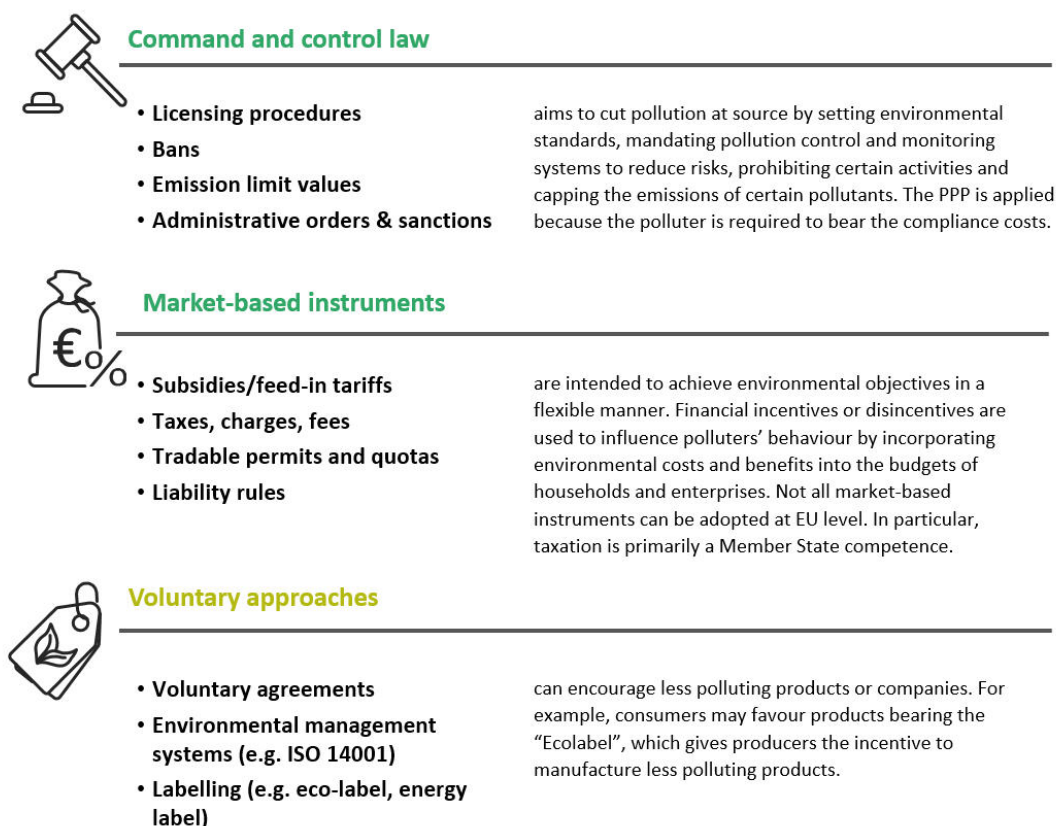 Command and control law
• Licensing procedures
• Bans
• Emission limit values
• Administrative orders & sanctions
aims to cut pollution at source by setting environmental
standards, mandating pollution control and monitoring
systems to reduce risks, prohibiting certain activities and
capping the emissions of certain pollutants. The PPP is applied
because the polluter is required to bear the compliance costs.
€%
Market-based instruments
• Subsidies/feed-in tariffs
• Taxes, charges, fees
• Tradable permits and quotas
• Liability rules
are intended to achieve environmental objectives in a
flexible manner. Financial incentives or disincentives are
used to influence polluters’ behaviour by incorporating
environmental costs and benefits into the budgets of
households and enterprises. Not all market-based
instruments can be adopted at EU level. In particular,
taxation is primarily a Member State competence.
Voluntary approaches
• Voluntary agreements
• Environmental management
systems (e.g. ISO 14001)
• Labelling (e.g. eco-label, energy
label)
can encourage less polluting products or companies. For
example, consumers may favour products bearing the
“Ecolabel”, which gives producers the incentive to
manufacture less polluting products.